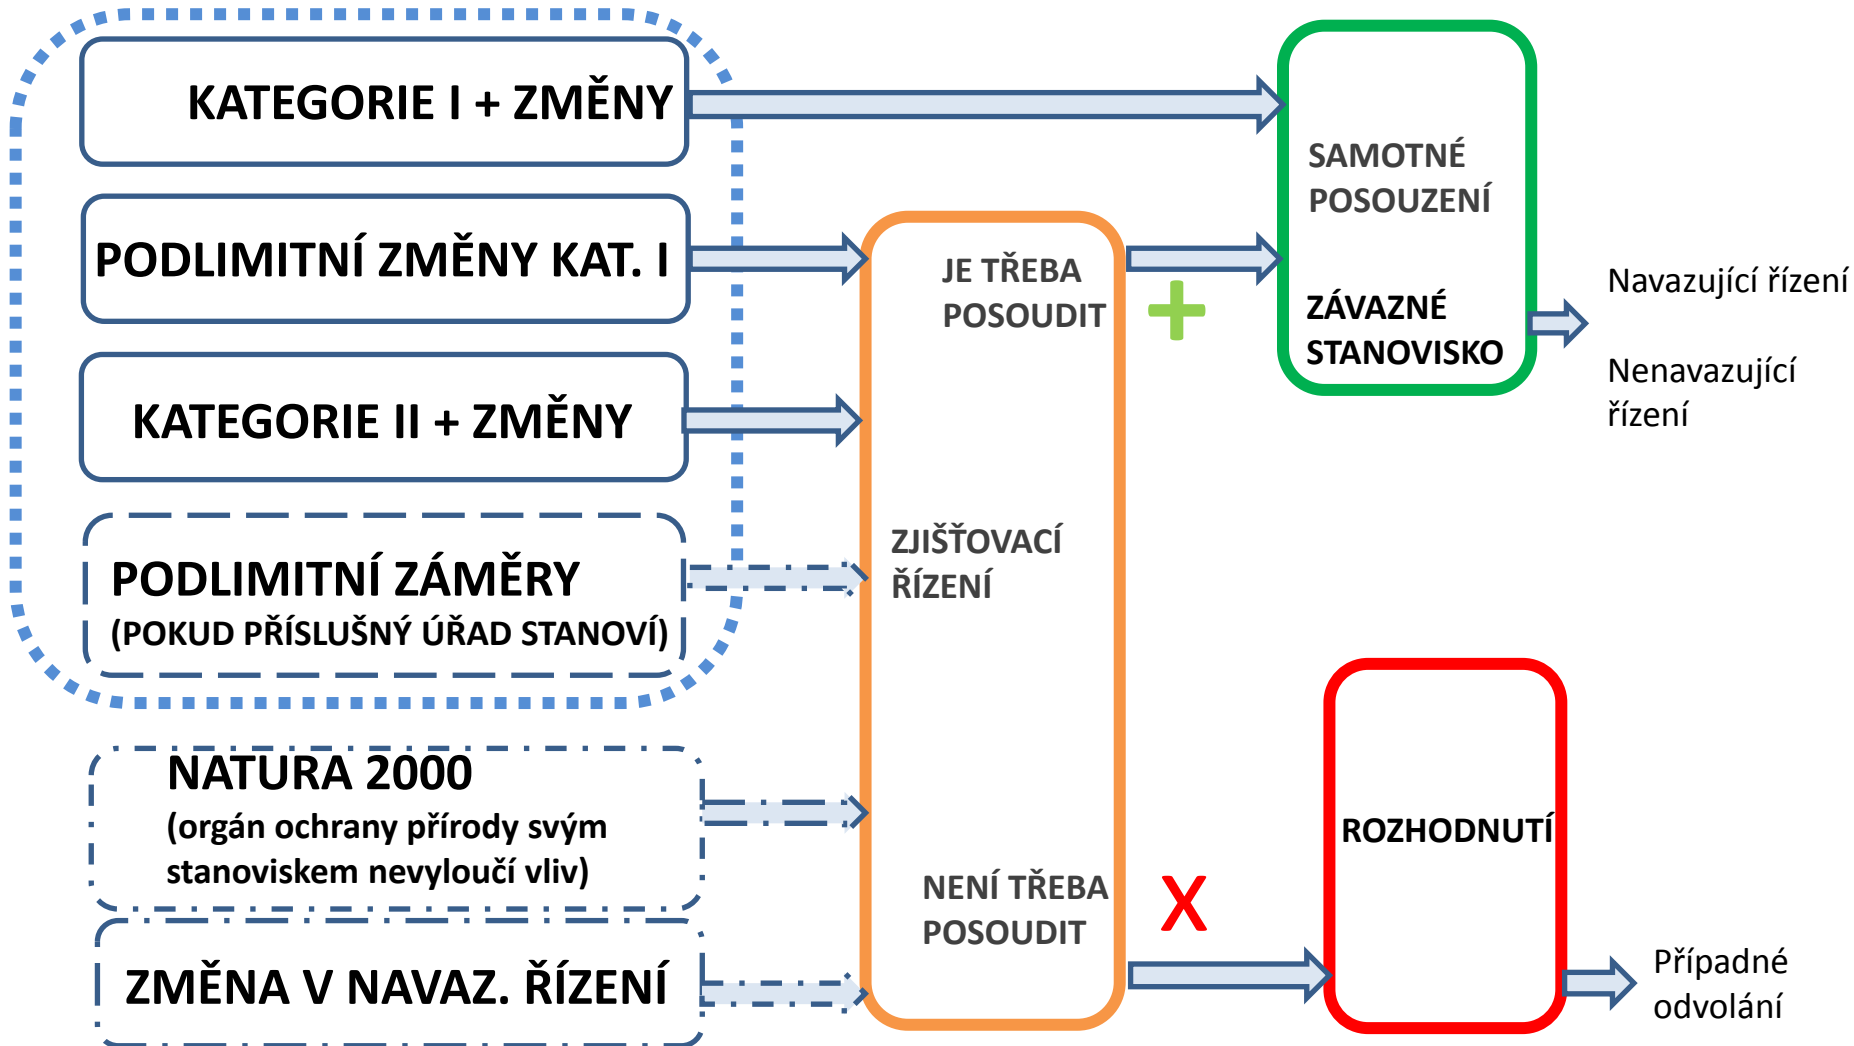 KATEGORIE I + ZMĚNY
PODLIMITNÍ ZMĚNY KAT. I
KATEGORIE II + ZMĚNY
PODLIMITNÍ ZÁMĚRY
(POKUD PŘÍSLUŠNÝ ÚŘAD STANOVÍ)
NATURA 2000
(orgán ochrany přírody svým
stanoviskem nevyloučí vliv)
ZMĚNA V NAVAZ. ŘÍZENÍ
JE TŘEBA
POSOUDIT
ZJIŠŤOVACÍ
ŘÍZENÍ
NENÍ TŘEBA
POSOUDIT
+
X
SAMOTNÉ
POSOUZENÍ
ZÁVAZNÉ
STANOVISKO
Navazující řízení
Nenavazující
řízení
ROZHODNUTÍ
Případné
odvolání